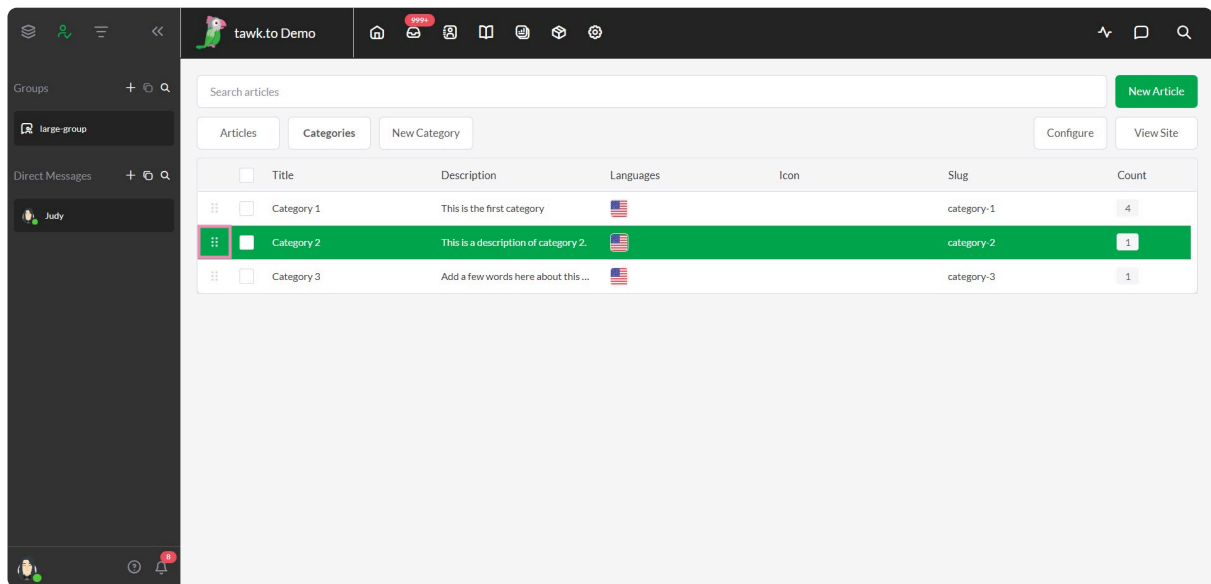 tawk.to Demo
999+
Groups
large-group
Direct Messages
Judy
8
Search articles
New Article
Articles
Categories
New Category
Configure
View Site
Title Description Languages Icon Slug Count
Category 1 This is the first category category-1 4
Category 2 This is a description of category 2. category-2 1
Category 3 Add a few words here about this ... category-3 1